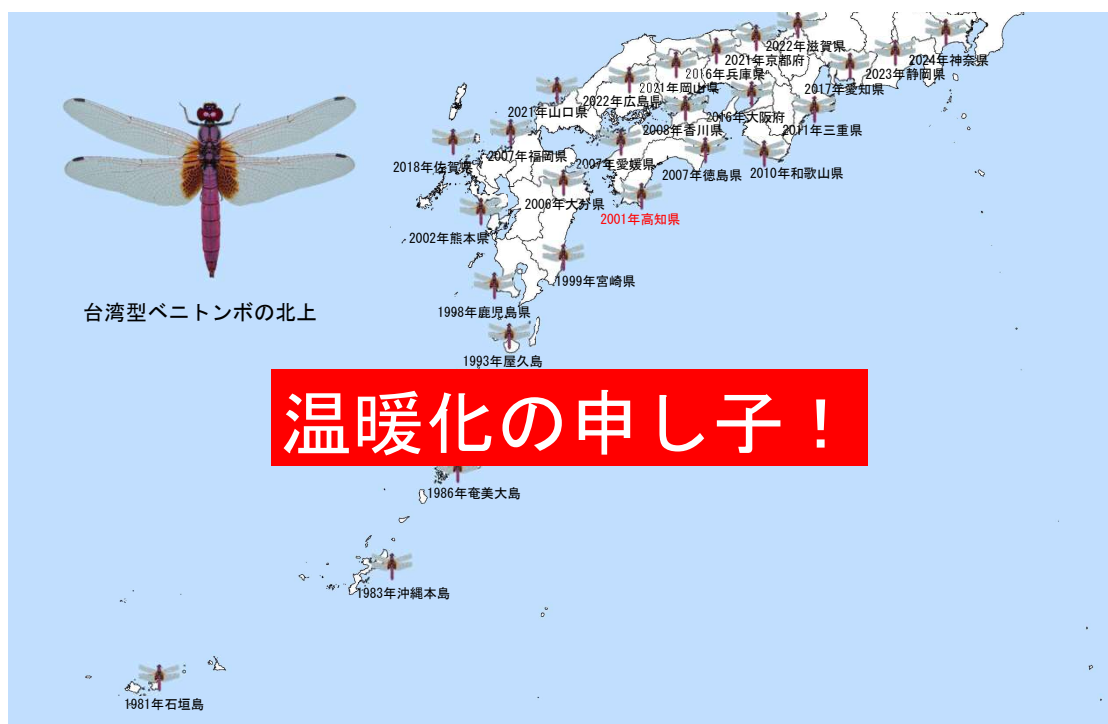 2022年滋賀県
2021年京都府
2024年神奈川県
2016年兵庫県
2023年静岡県
2021年岡山県
2017年愛知県
2022年広島県
2021年山口県
2016年大阪府
2008年香川県
2011年三重県
2007年福岡県
2007年愛媛県
2018年佐賀県
2007年徳島県
2010年和歌山県
2006年大分県
2001年高知県
2002年熊本県
1999年宮崎県
台湾型ベニトンボの北上
1998年鹿児島県
1993年屋久島
温暖化の申し子！
1986年奄美大島
1983年沖縄本島
1981年石垣島